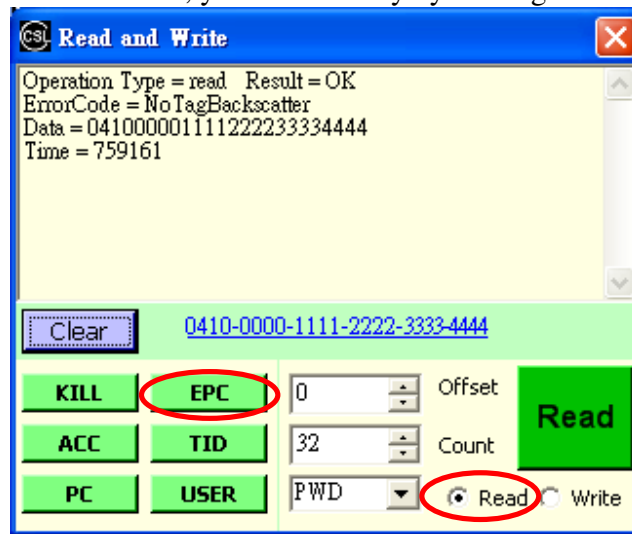 CSL Read and Write
Operation Type = read Result = OK
ErrorCode = NoTagBackscatter
Data = 041000001111222233334444
Time = 759161
Clear 0410-0000-1111-2222-3333-4444
KILL EPC 0 Offset Read
ACC TID 32 Count
PC USER PWD Read Write